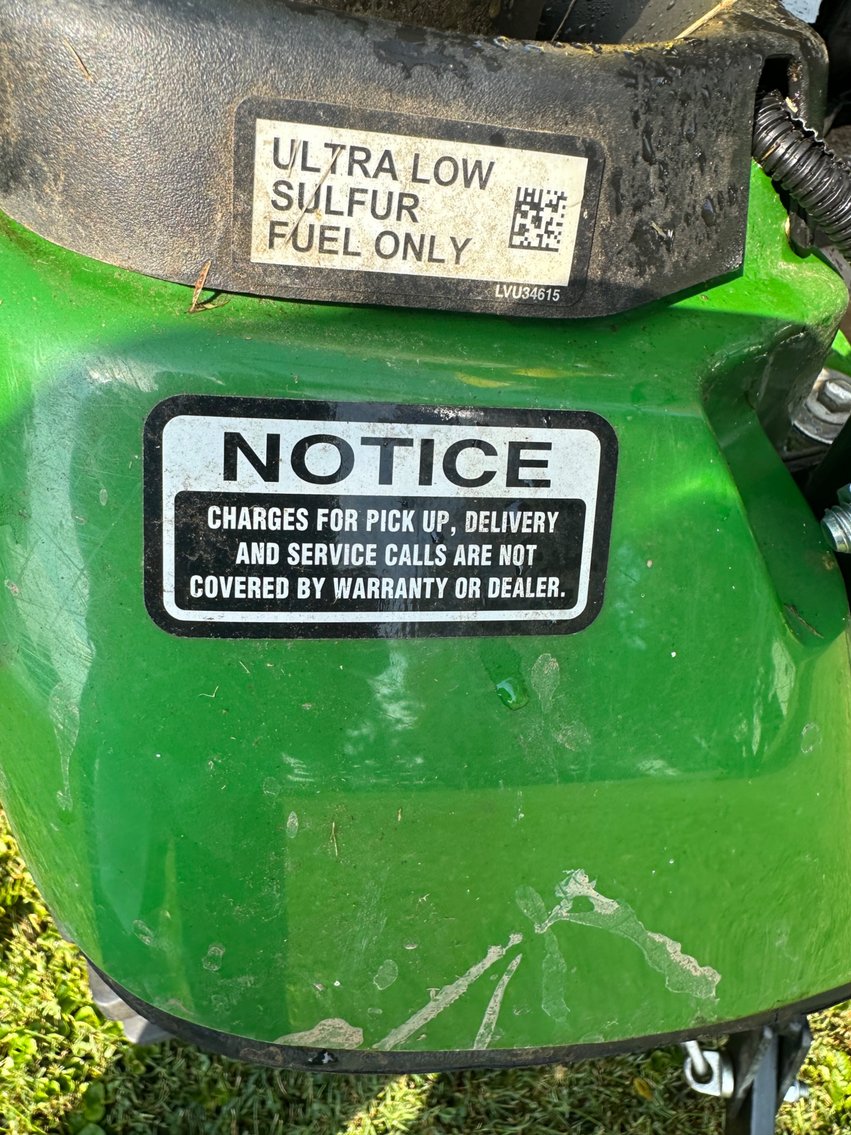 ULTRA LOW
SULFUR
FUEL ONLY
LVU34615
NOTICE
CHARGES FOR PICK UP, DELIVERY
AND SERVICE CALLS ARE NOT
COVERED BY WARRANTY OR DEALER.